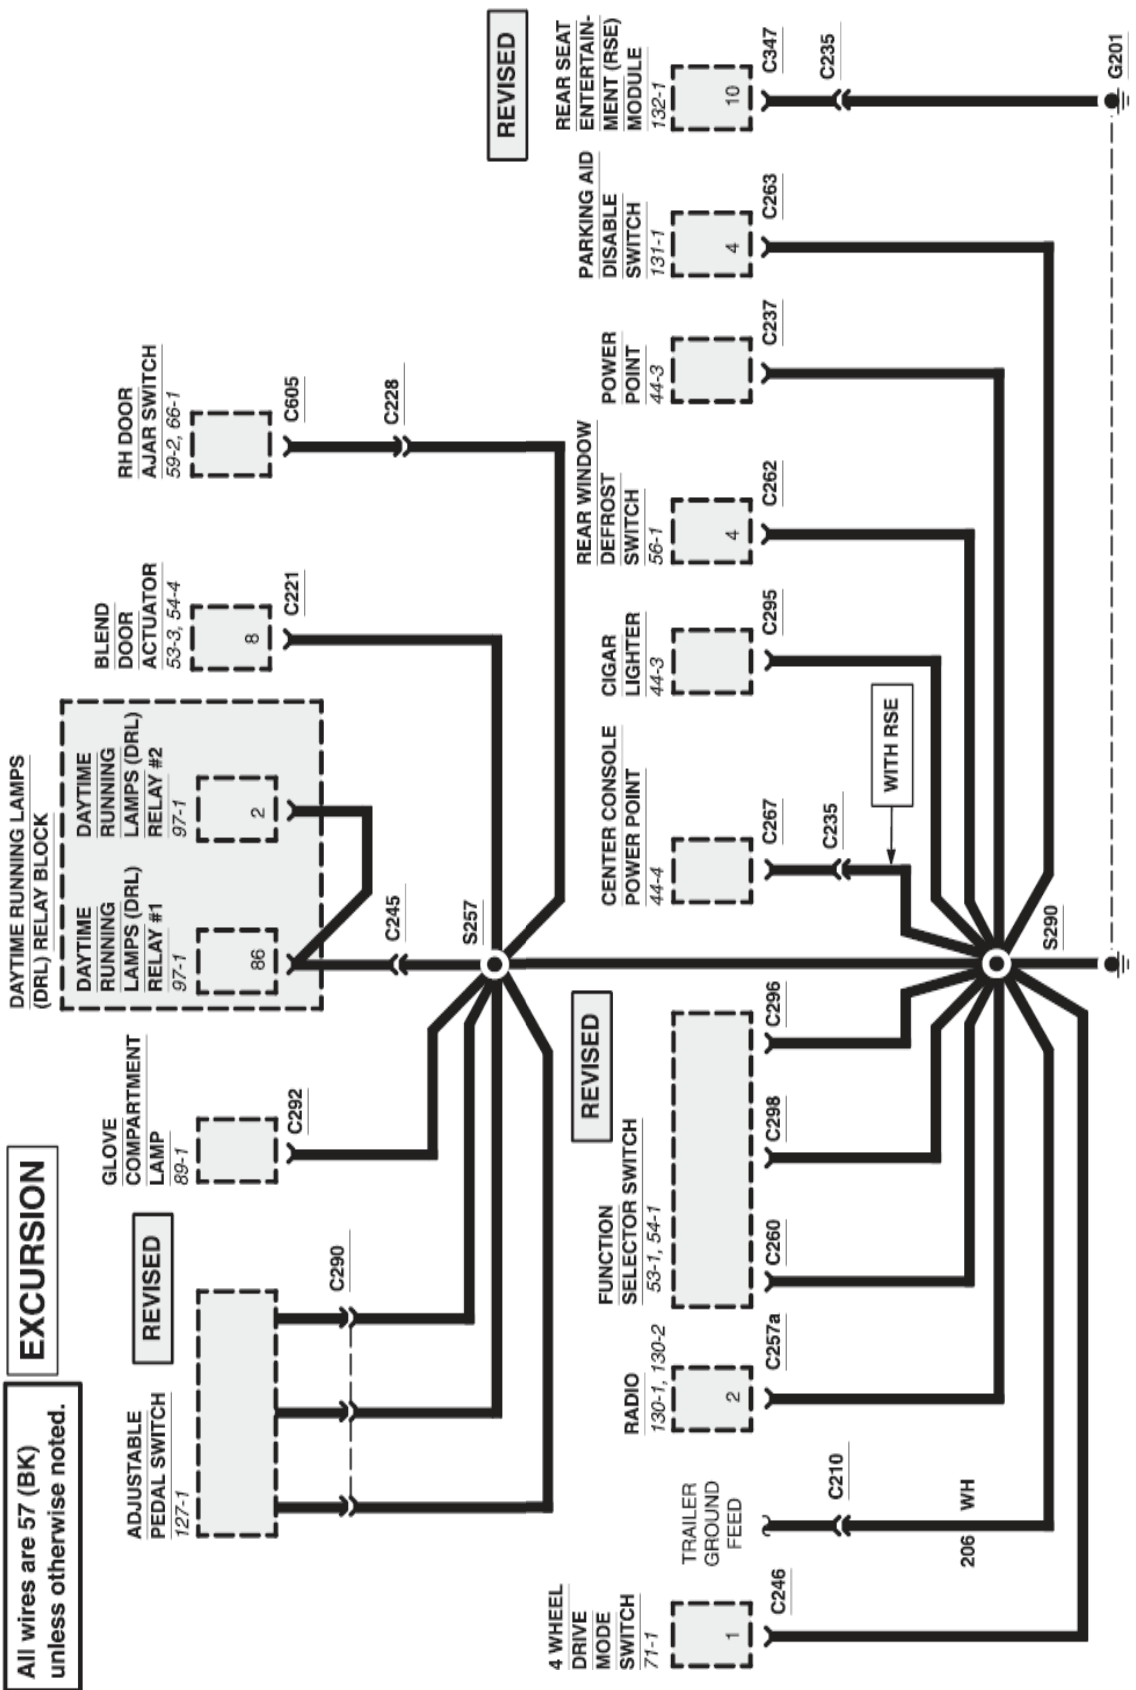 All wires are 57 (BK)
unless otherwise noted.
EXCURSION
ADJUSTABLE
PEDAL SWITCH
127-1
REVISED
C290
GLOVE
COMPARTMENT
LAMP
89-1
C292
DAYTIME RUNNING LAMPS
(DRL) RELAY BLOCK
DAYTIME
RUNNING
LAMPS (DRL)
RELAY #1
97-1
86
DAYTIME
RUNNING
LAMPS (DRL)
RELAY #2
97-1
2
C245
S257
BLEND
DOOR
ACTUATOR
53-3, 54-4
8
C221
RH DOOR
AJAR SWITCH
59-2, 66-1
C605
C228
REVISED
4 WHEEL
DRIVE
MODE
SWITCH
71-1
1
C246
TRAILER
GROUND
FEED
C210
206 WH
RADIO
130-1, 130-2
2
C257a
FUNCTION
SELECTOR SWITCH
53-1, 54-1
REVISED
C260
C298
C296
CENTER CONSOLE
POWER POINT
44-4
C267
C235
WITH RSE
CIGAR
LIGHTER
44-3
C295
REAR WINDOW
DEFROST
SWITCH
56-1
4
C262
POWER
POINT
44-3
C237
PARKING AID
DISABLE
SWITCH
131-1
4
C263
REAR SEAT
ENTERTAIN-
MENT (RSE)
MODULE
132-1
10
C347
C235
S290
G201